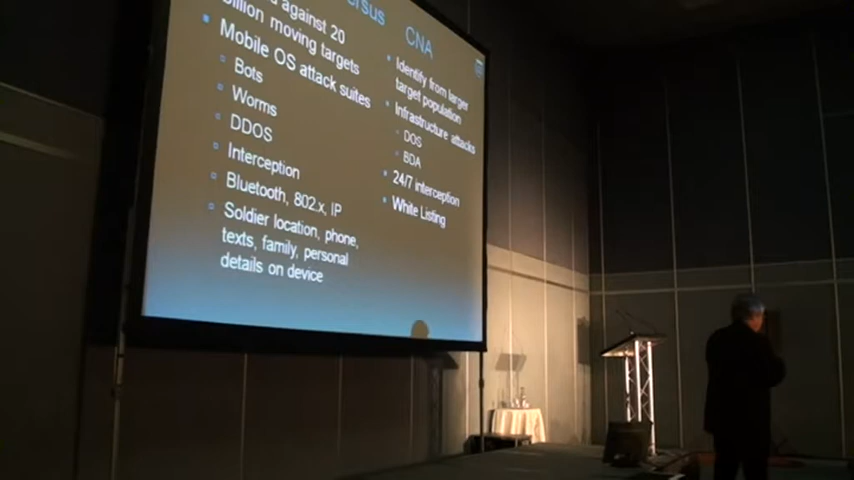 versus CNA
against 20
Billion moving targets
Mobile OS attack suites
Bots
Worms
DDOS
Interception
Bluetooth, 802.x, IP
Soldier location, phone,
texts, family, personal
details on device
Identify from larger
target population
Infrastructure attacks
DOS
BDA
24/7 interception
White Listing